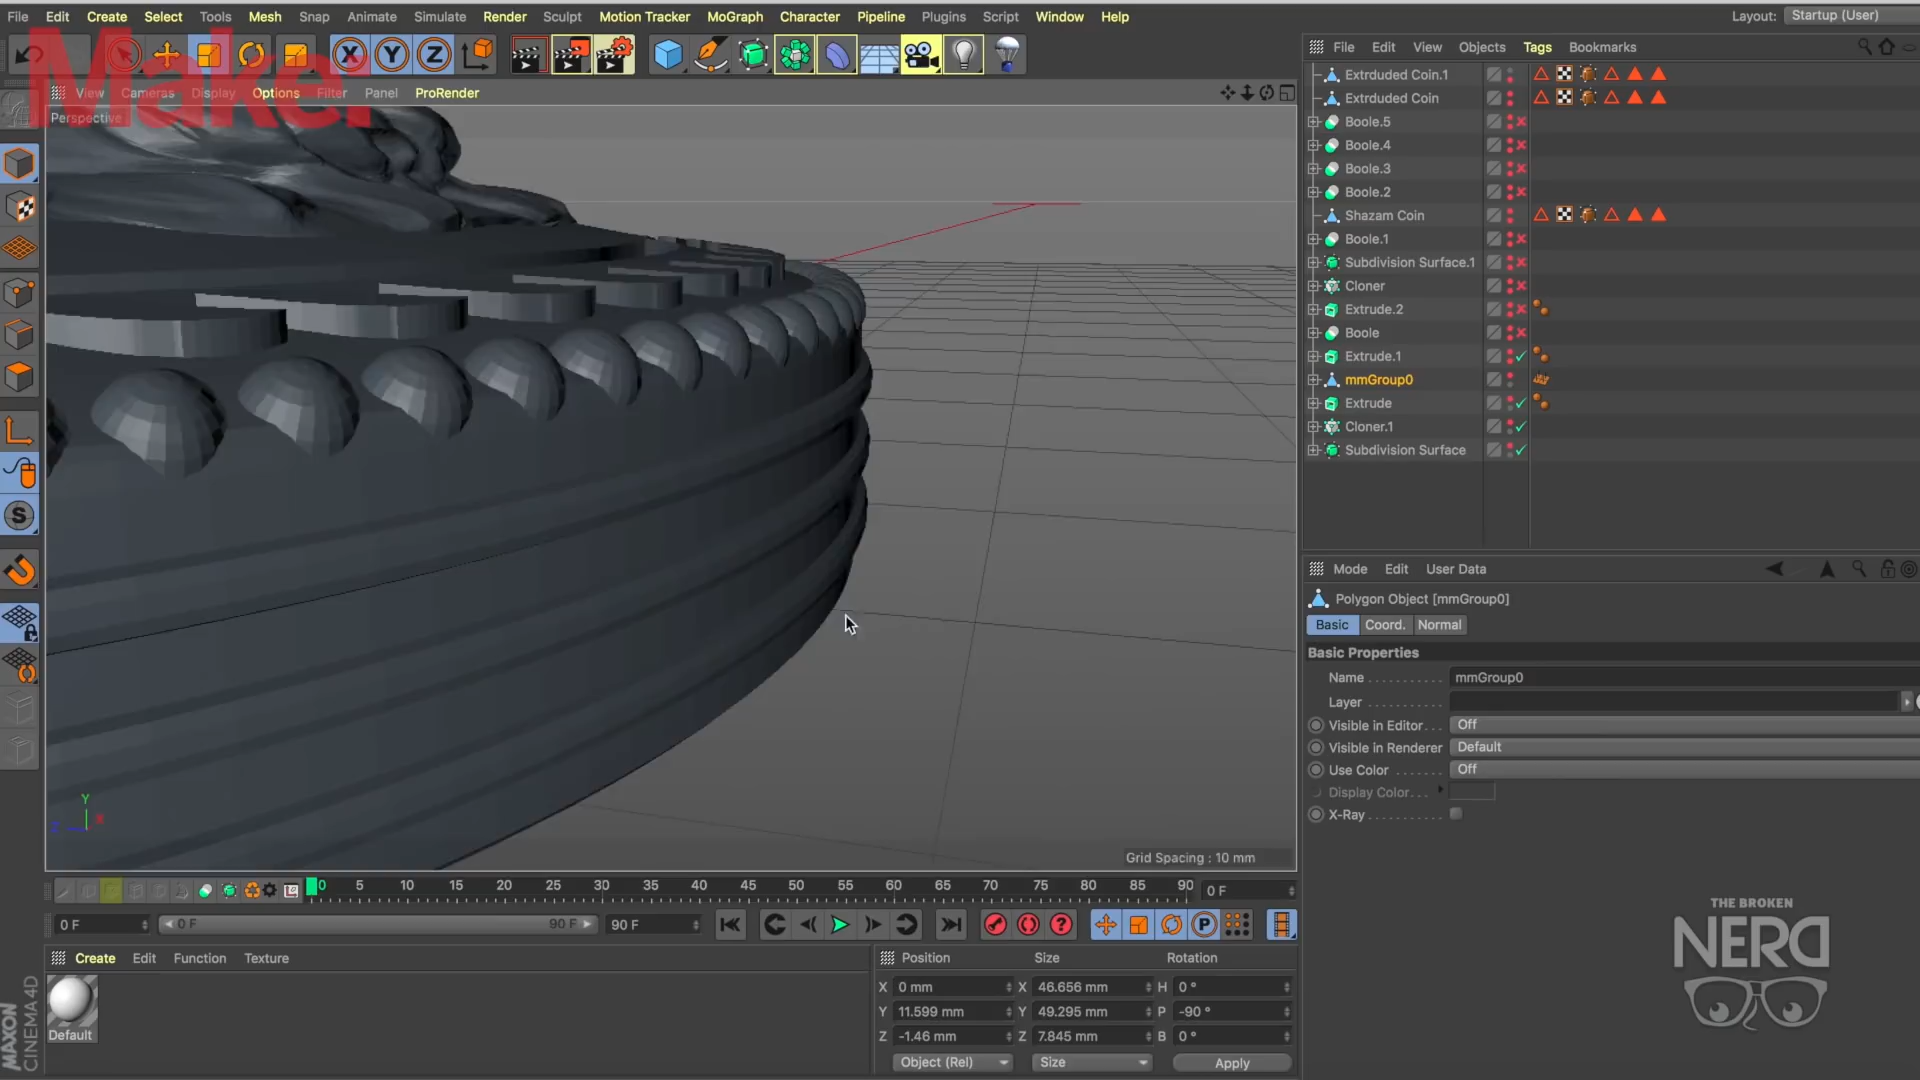 File Edit Create Select Tools Mesh Snap Animate Simulate Render Sculpt Motion Tracker MoGraph Character Pipeline Plugins Script Window Help Layout: Startup (User)
Make:
X Y Z
View Cameras Display Options Filter Panel ProRender
Perspective
File Edit View Objects Tags Bookmarks
Extrduded Coin.1
Extrduded Coin
Boole.5
Boole.4
Boole.3
Boole.2
Shazam Coin
Boole.1
Subdivision Surface.1
Cloner
Extrude.2
Boole
Extrude.1
mmGroup0
Extrude
Cloner.1
Subdivision Surface
S
Mode Edit User Data
Polygon Object [mmGroup0]
Basic Coord. Normal
Basic Properties
Name . . . . . . . . . . . mmGroup0
Layer . . . . . . . . . . .
Visible in Editor . . . Off
Visible in Renderer Default
Use Color . . . . . . . Off
Display Color. . .
X-Ray . . . . . . . . . .
Y
X
Z
Grid Spacing : 10 mm
0 5 10 15 20 25 30 35 40 45 50 55 60 65 70 75 80 85 90 0 F
0 F 0 F 90 F 90 F P
Create Edit Function Texture
Default
MAXON
CINEMA 4D
Position Size Rotation
X 0 mm X 46.656 mm H 0 °
Y 11.599 mm Y 49.295 mm P -90 °
Z -1.46 mm Z 7.845 mm B 0 °
Object (Rel) Size Apply
THE BROKEN
NERD